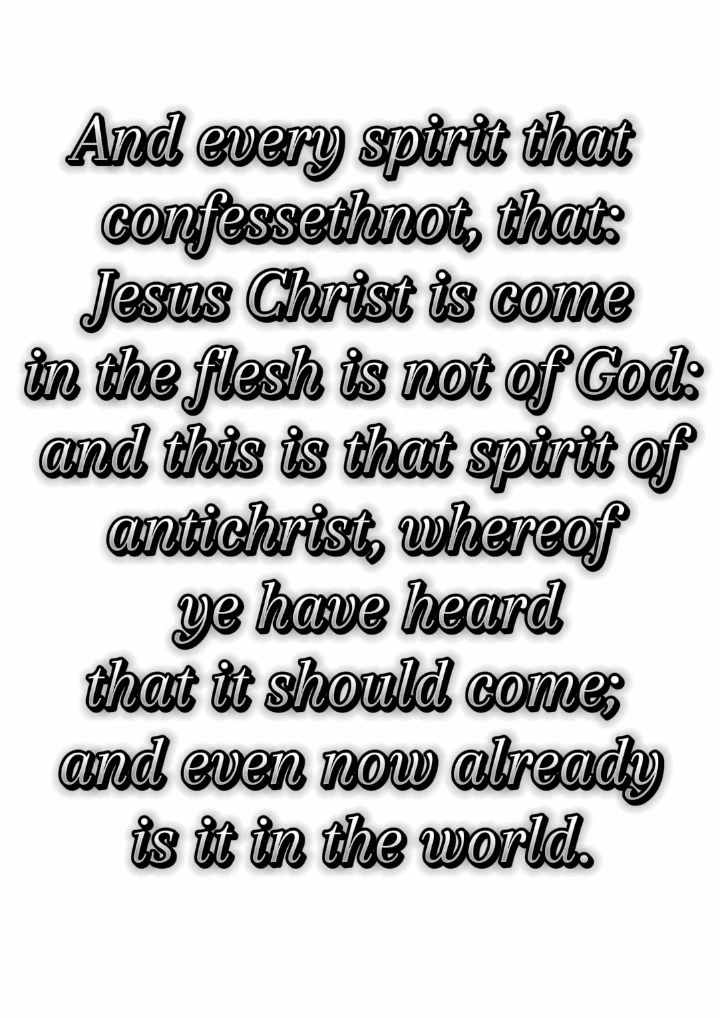 And every spirit that
confessethnot, that:
Jesus Christ is come
in the flesh is not of God:
and this is that spirit of
antichrist, whereof
ye have heard
that it should come;
and even now already
is it in the world.